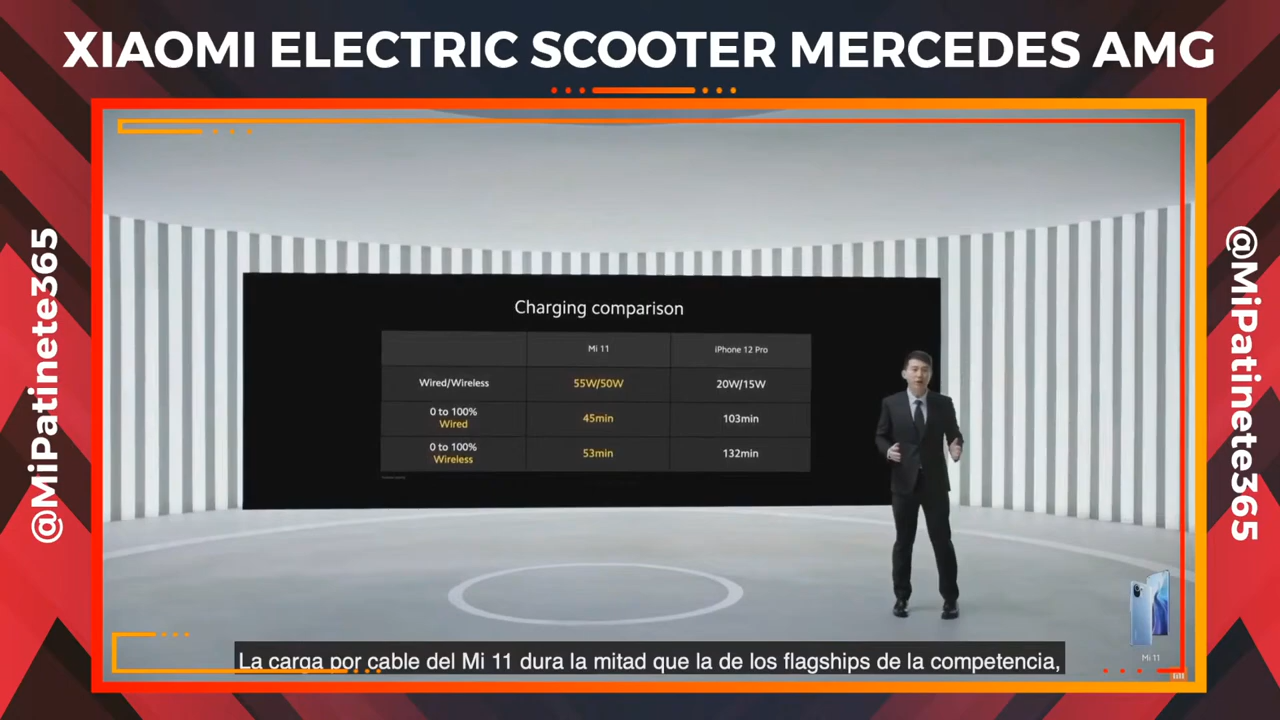 XIAOMI ELECTRIC SCOOTER MERCEDES AMG
@MiPatinete365
Charging comparison
Mi 11
iPhone 12 Pro
Wired/Wireless
55W/50W
20W/15W
0 to 100%
Wired
45min
103min
0 to 100%
Wireless
53min
132min
Mi 11
La carga por cable del Mi 11 dura la mitad que la de los flagships de la competencia,
@MiPatinete365